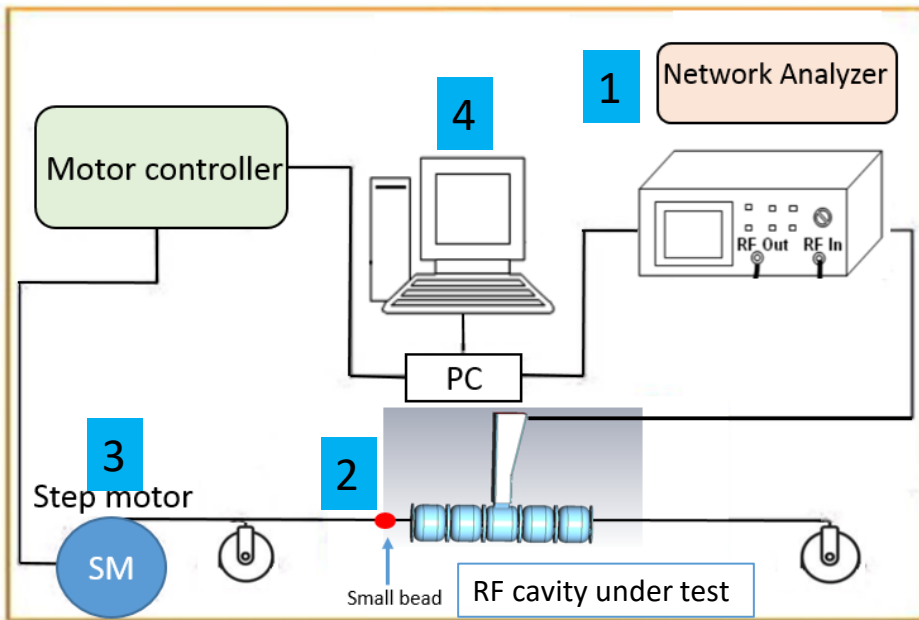 1
Network Analyzer
4
Motor controller
RF Out
RF In
PC
3
2
Step motor
SM
Small bead
RF cavity under test